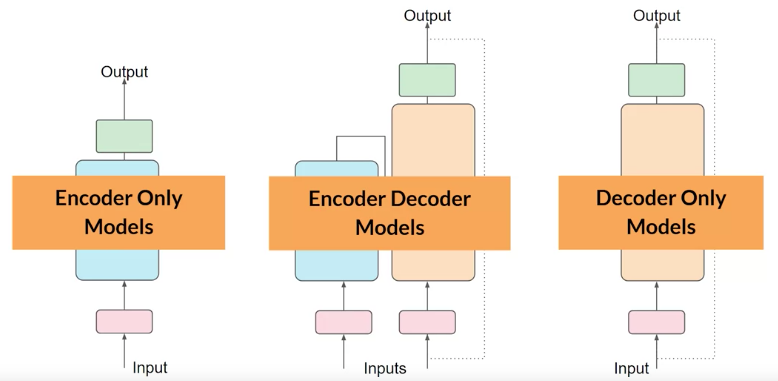 Output
Encoder Only
Models
Input
Output
Encoder Decoder
Models
Inputs
Output
Decoder Only
Models
Input